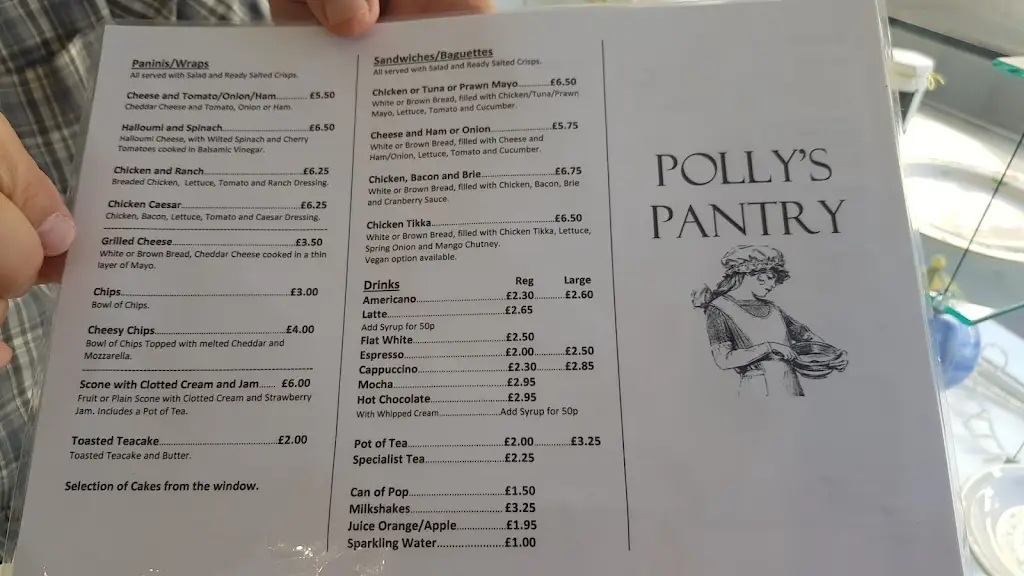 Paninis/Wraps
All served with Salad and Ready Salted Crisps.
Cheese and Tomato/Onion/Ham............... £5.50
Cheddar Cheese and Tomato, Onion or Ham.
Halloumi and Spinach.......................£6.50
Halloumi Cheese, with Wilted Spinach and Cherry
Tomatoes cooked in Balsamic Vinegar.
Chicken and Ranch.......................£6.25
Breaded Chicken, Lettuce, Tomato and Ranch Dressing.
Chicken Caesar.......................£6.25
Chicken, Bacon, Lettuce, Tomato and Caesar Dressing.
Grilled Cheese.......................£3.50
White or Brown Bread, Cheddar Cheese cooked in a thin
layer of Mayo.
Chips.......................£3.00
Bowl of Chips.
Cheesy Chips.......................£4.00
Bowl of Chips Topped with melted Cheddar and
Mozzarella.
Scone with Clotted Cream and Jam...... £6.00
Fruit or Plain Scone with Clotted Cream and Strawberry
Jam. Includes a Pot of Tea.
Toasted Teacake.......................£2.00
Toasted Teacake and Butter.
Selection of Cakes from the window.
Sandwiches/Baguettes
All served with Salad and Ready Salted Crisps.
Chicken or Tuna or Prawn Mayo...........£6.50
White or Brown Bread, filled with Chicken/Tuna/Prawn
Mayo, Lettuce, Tomato and Cucumber.
Cheese and Ham or Onion.................£5.75
White or Brown Bread, filled with Cheese and
Ham/Onion, Lettuce, Tomato and Cucumber.
Chicken, Bacon and Brie.................£6.75
White or Brown Bread, filled with Chicken, Bacon, Brie
and Cranberry Sauce.
Chicken Tikka.......................£6.50
White or Brown Bread, filled with Chicken Tikka, Lettuce,
Spring Onion and Mango Chutney.
Vegan option available.
Drinks Reg Large
Americano.......................£2.30...........£2.60
Latte.......................£2.65
Add Syrup for 50p
Flat White.......................£2.50
Espresso.......................£2.00...........£2.50
Cappuccino.......................£2.30...........£2.85
Mocha.......................£2.95
Hot Chocolate.......................£2.95
With Whipped Cream.......................Add Syrup for 50p
Pot of Tea.......................£2.00...........£3.25
Specialist Tea.......................£2.25
Can of Pop.......................£1.50
Milkshakes....................... £3.25
Juice Orange/Apple.................£1.95
Sparkling Water.......................£1.00
POLLY'S
PANTRY